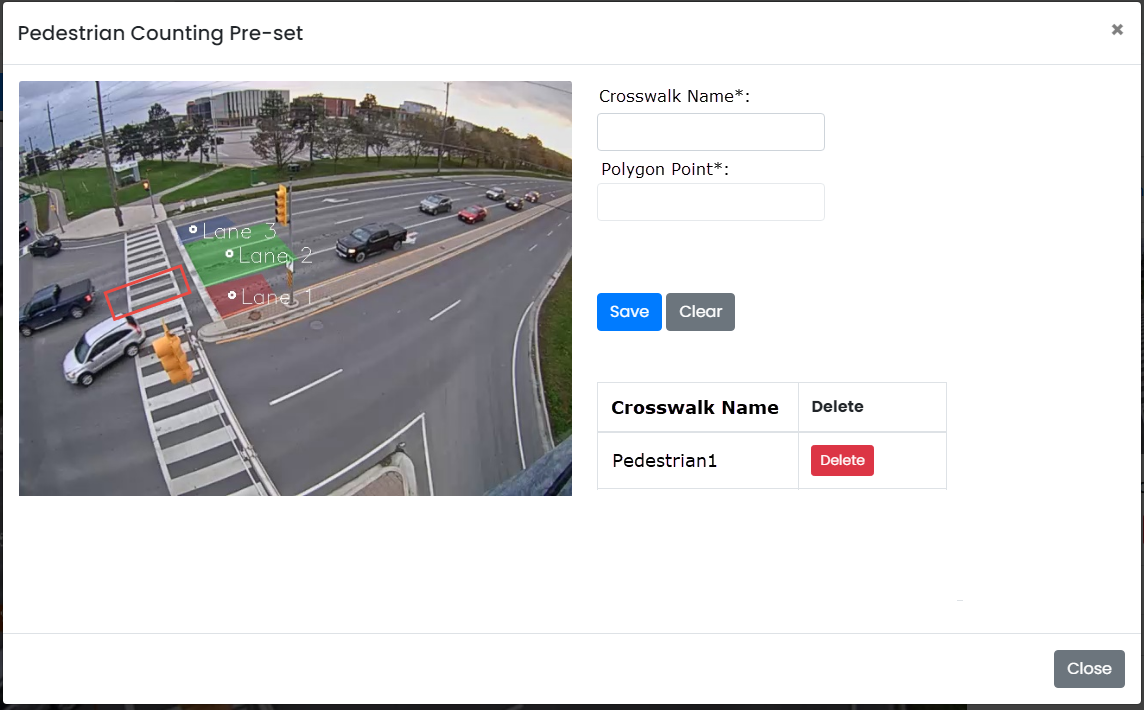 Pedestrian Counting Pre-set
×
Lane 3
Lane 2
Lane 1
Crosswalk Name*:
Polygon Point*:
Save Clear
Crosswalk Name Delete
Pedestrian1 Delete
Close